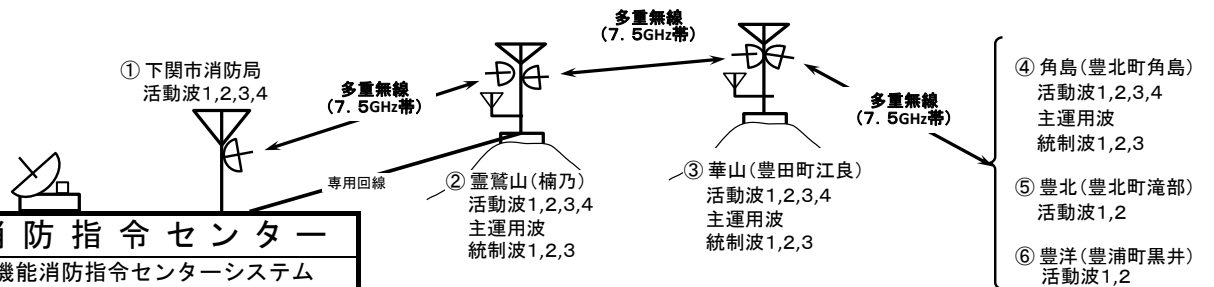 多重無線
(7. 5GHz帯)
① 下関市消防局
活動波1,2,3,4
多重無線
(7. 5GHz帯)
多重無線
(7. 5GHz帯)
④ 角島(豊北町角島)
活動波1,2,3,4
主運用波
統制波1,2,3
専用回線
② 霊鷲山(楠乃)
活動波1,2,3,4
主運用波
統制波1,2,3
③ 華山(豊田町江良)
活動波1,2,3,4
主運用波
統制波1,2,3
⑤ 豊北(豊北町滝部)
活動波1,2
⑥ 豊洋(豊浦町黒井)
活動波1,2
防 指 令 セ ン タ ー
機能消防指令センターシステム